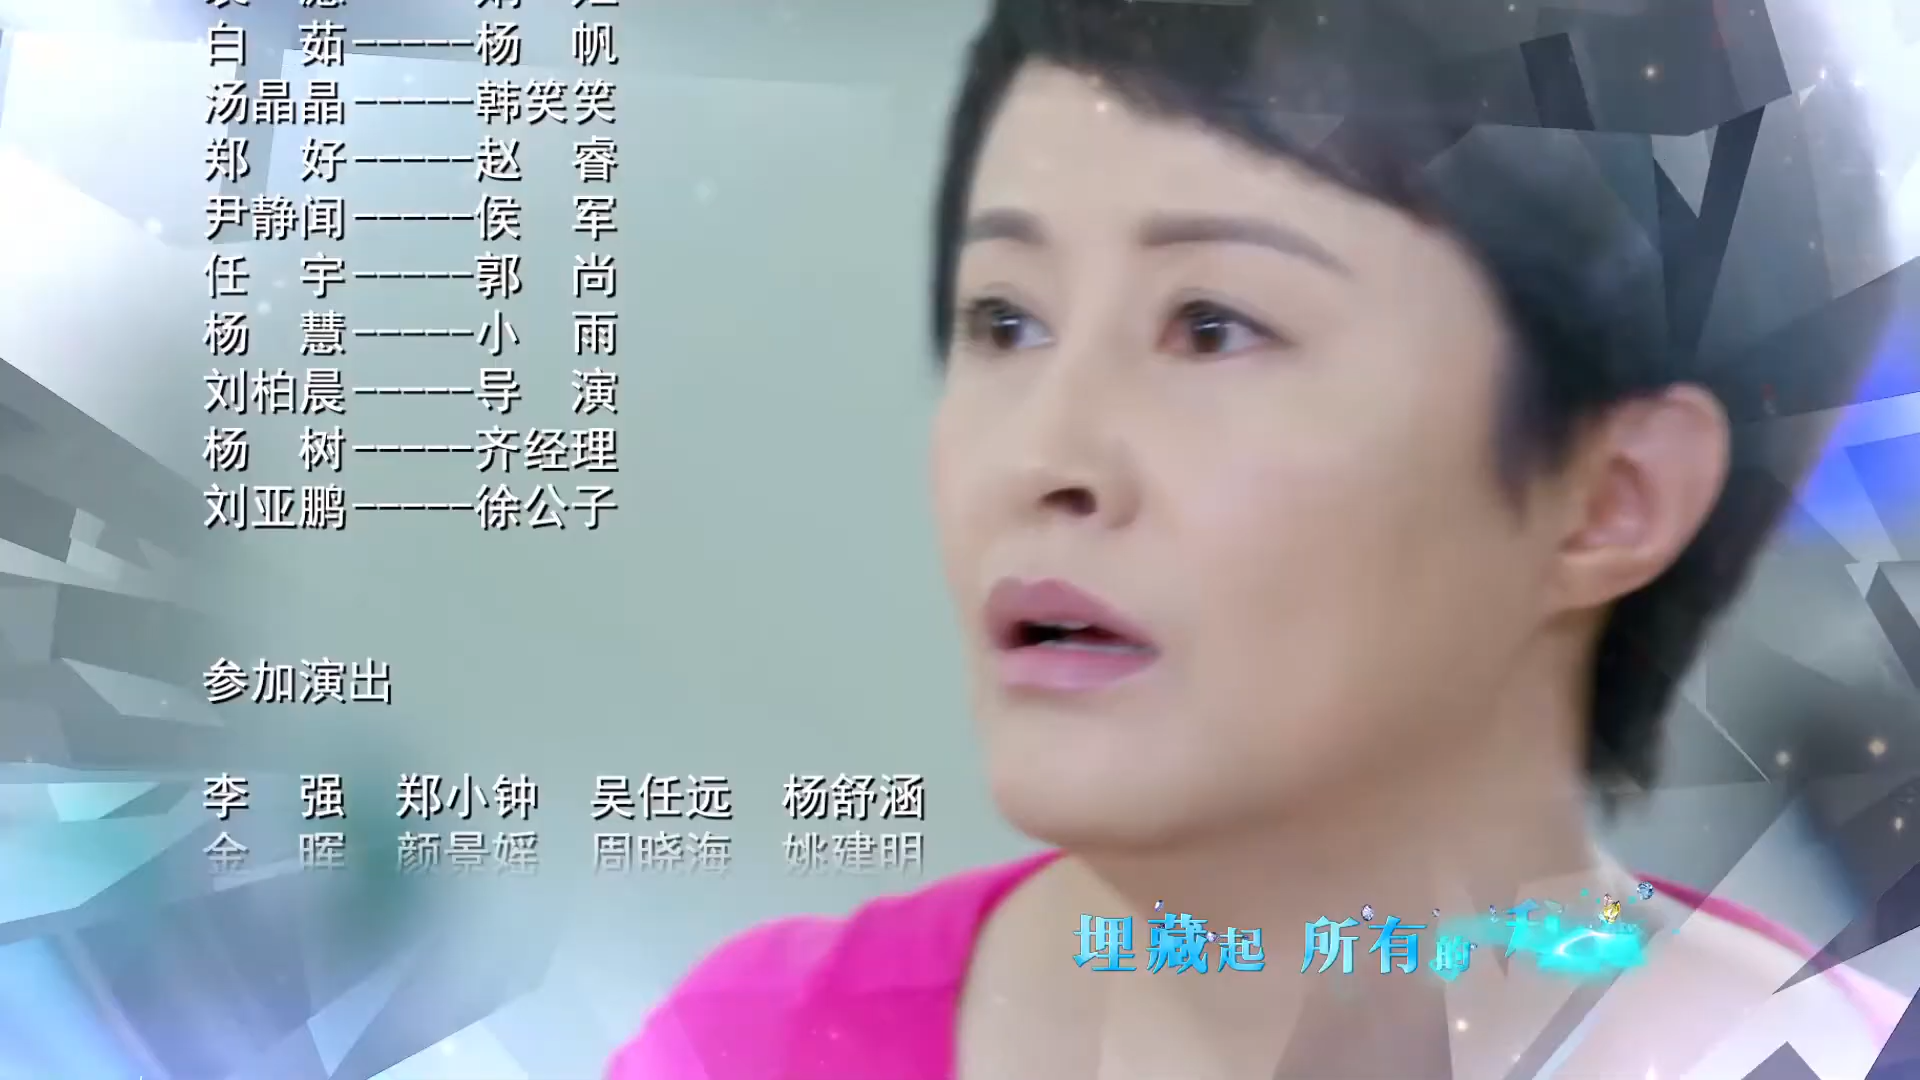 白　茹-----杨　帆
汤晶晶-----韩笑笑
郑　好-----赵　睿
尹静闻-----侯　军
任　宇-----郭　尚
杨　慧-----小　雨
刘柏晨-----导　演
杨　树-----齐经理
刘亚鹏-----徐公子
参加演出
李　强　郑小钟　吴任远　杨舒涵
金　晖　颜景嫍　周晓海　姚建明
埋藏起 所有的